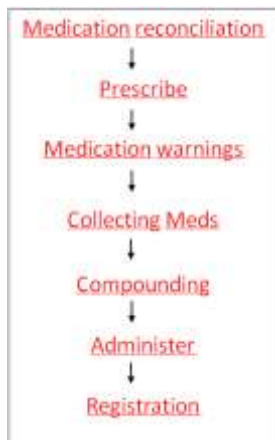 Medication reconciliation
Prescribe
Medication warnings
Collecting Meds
Compounding
Administer
Registration